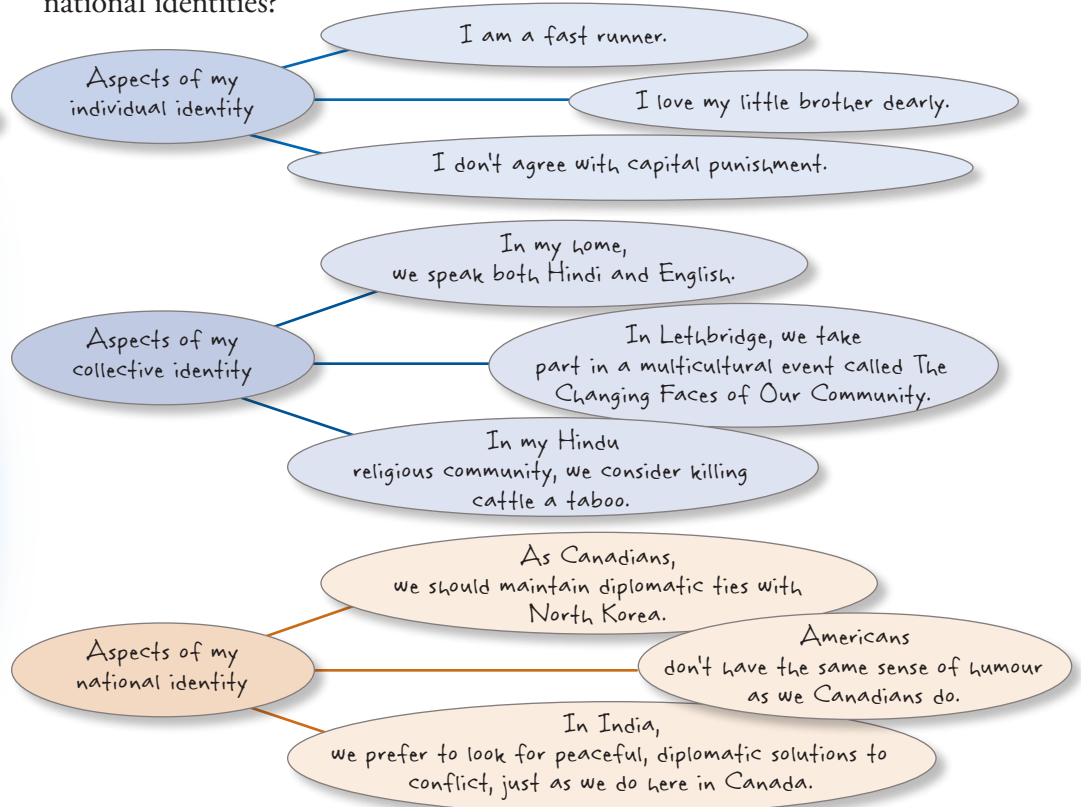 national identities?
Aspects of my
individual identity
I am a fast runner.
I love my little brother dearly.
I don't agree with capital punishment.
Aspects of my
collective identity
In my home,
we speak both Hindi and English.
In Lethbridge, we take
part in a multicultural event called The
Changing Faces of Our Community.
In my Hindu
religious community, we consider killing
cattle a taboo.
Aspects of my
national identity
As Canadians,
we should maintain diplomatic ties with
North Korea.
Americans
don't have the same sense of humour
as we Canadians do.
In India,
we prefer to look for peaceful, diplomatic solutions to
conflict, just as we do here in Canada.